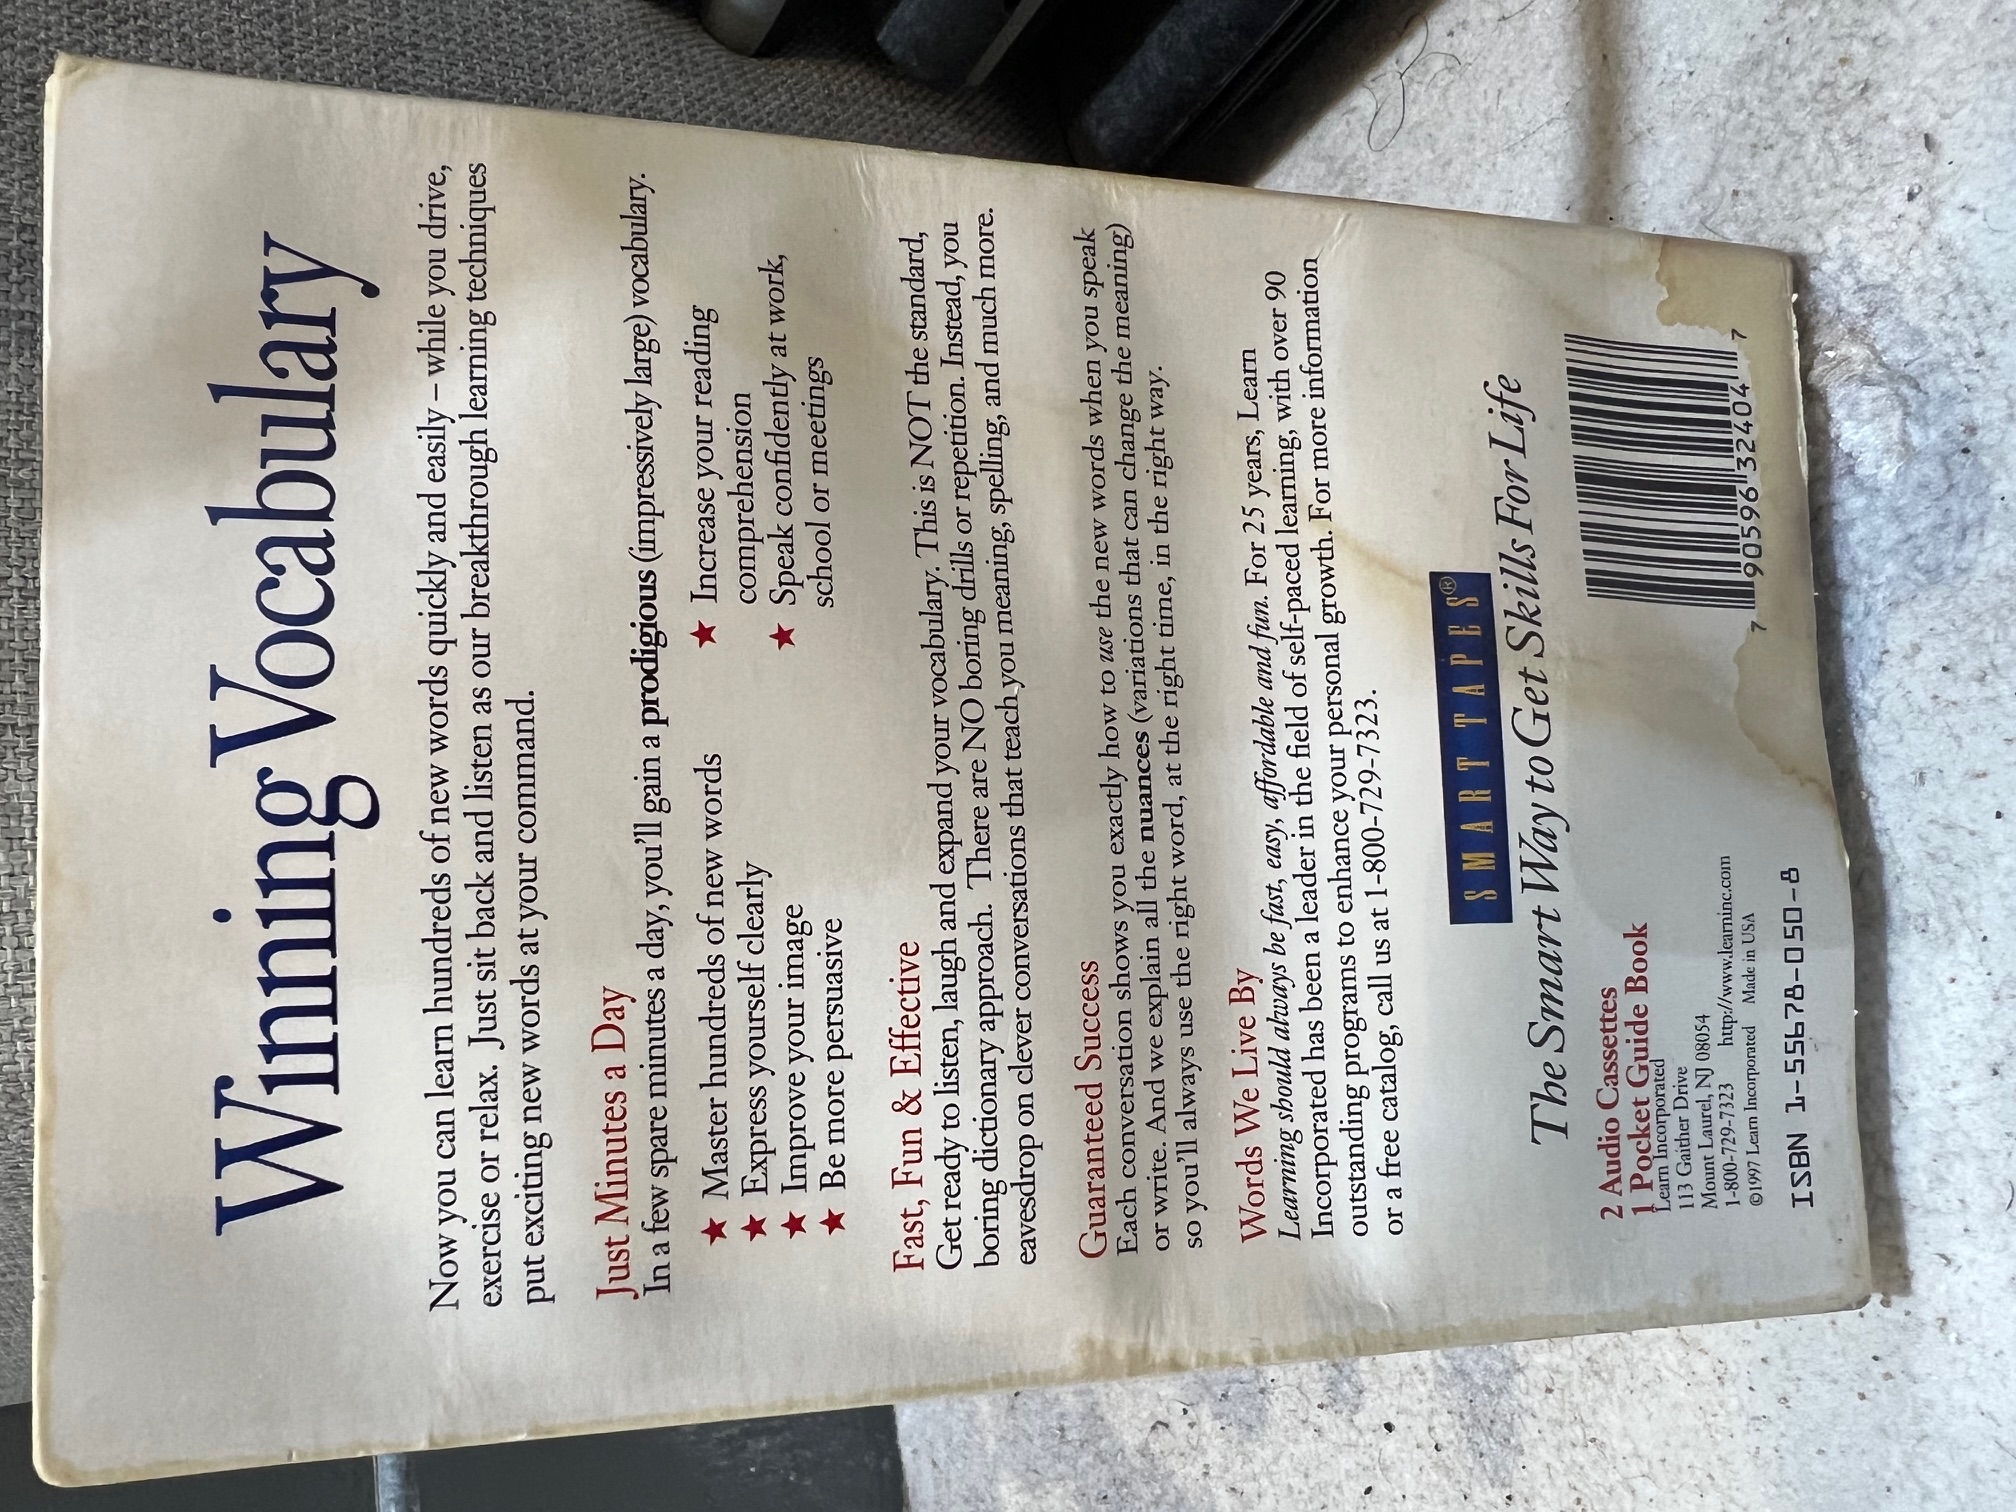 Winning Vocabulary
Now you can learn hundreds of new words quickly and easily – while you drive,
exercise or relax. Just sit back and listen as our breakthrough learning techniques
put exciting new words at your command.
Just Minutes a Day
In a few spare minutes a day, you'll gain a prodigious (impressively large) vocabulary.
★ Master hundreds of new words
★ Express yourself clearly
★ Improve your image
★ Be more persuasive
★ Increase your reading
comprehension
★ Speak confidently at work,
school or meetings
Fast, Fun & Effective
Get ready to listen, laugh and expand your vocabulary. This is NOT the standard,
boring dictionary approach. There are NO boring drills or repetition. Instead, you
eavesdrop on clever conversations that teach you meaning, spelling, and much more.
Guaranteed Success
Each conversation shows you exactly how to use the new words when you speak
or write. And we explain all the nuances (variations that can change the meaning)
so you'll always use the right word, at the right time, in the right way.
Words We Live By
Learning should always be fast, easy, affordable and fun. For 25 years, Learn
Incorporated has been a leader in the field of self-paced learning, with over 90
outstanding programs to enhance your personal growth. For more information
or a free catalog, call us at 1-800-729-7323.
SMART TAPES®
The Smart Way to Get Skills For Life
2 Audio Cassettes
1 Pocket Guide Book
Learn Incorporated
113 Gaither Drive
Mount Laurel, NJ 08054
1-800-729-7323 http://www.learninc.com
©1997 Learn Incorporated Made in USA
ISBN 1-55678-050-8
7 90596 32404 7